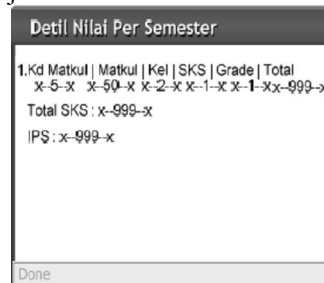 Detil Nilai Per Semester
1.Kd Matkul | Matkul | Kel | SKS | Grade | Total
x--5--x x--50--x x--2--x x--1--x x--1--x x--999--x
Total SKS : x--999--x
IPS : x--999--x
Done